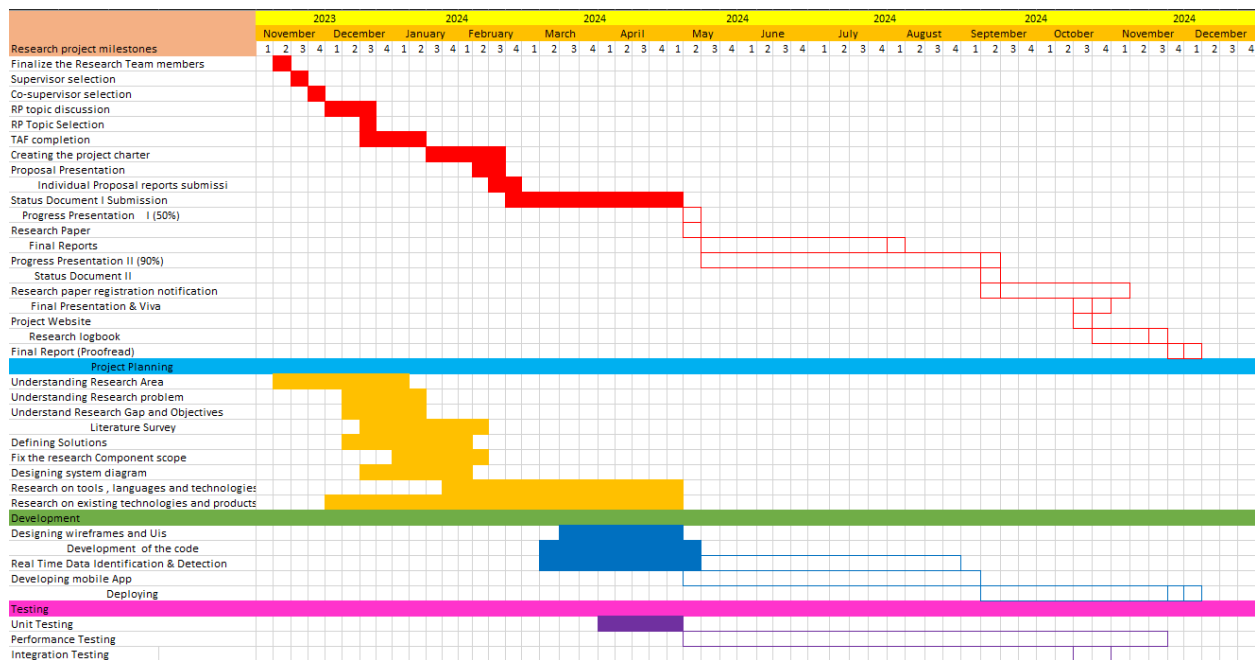 2023 2024 2024 2024 2024 2024 2024
November December January February March April May June July August September October November December
Research project milestones 1 2 3 4 1 2 3 4 1 2 3 4 1 2 3 4 1 2 3 4 1 2 3 4 1 2 3 4 1 2 3 4 1 2 3 4 1 2 3 4 1 2 3 4 1 2 3 4 1 2 3 4 1 2 3 4
Finalize the Research Team members
Supervisor selection
Co-supervisor selection
RP topic discussion
RP Topic Selection
TAF completion
Creating the project charter
Proposal Presentation
Individual Proposal reports submissi
Status Document I Submission
Progress Presentation I (50%)
Research Paper
Final Reports
Progress Presentation II (90%)
Status Document II
Research paper registration notification
Final Presentation & Viva
Project Website
Research logbook
Final Report (Proofread)
Project Planning
Understanding Research Area
Understanding Research problem
Understand Research Gap and Objectives
Literature Survey
Defining Solutions
Fix the research Component scope
Designing system diagram
Research on tools , languages and technologies
Research on existing technologies and products
Development
Designing wireframes and Uis
Development of the code
Real Time Data Identification & Detection
Developing mobile App
Deploying
Testing
Unit Testing
Performance Testing
Integration Testing